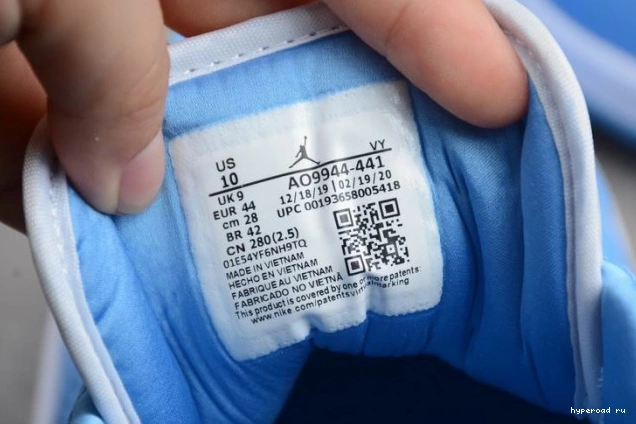 US
10
VY
AO9944-441
UK 9
12/18/19 | 02/19/20
EUR 44
UPC 00193658005418
cm 28
BR 42
CN 280(2.5)
01E54YF6NH9TQ
MADE IN VIETNAM
HECHO EN VIETNAM
FABRIQUE AU VIETNAM
FABRICADO NO VIETNÃ
This product is covered by one or more patents:
www.nike.com/patents
marking
hyperoad ru